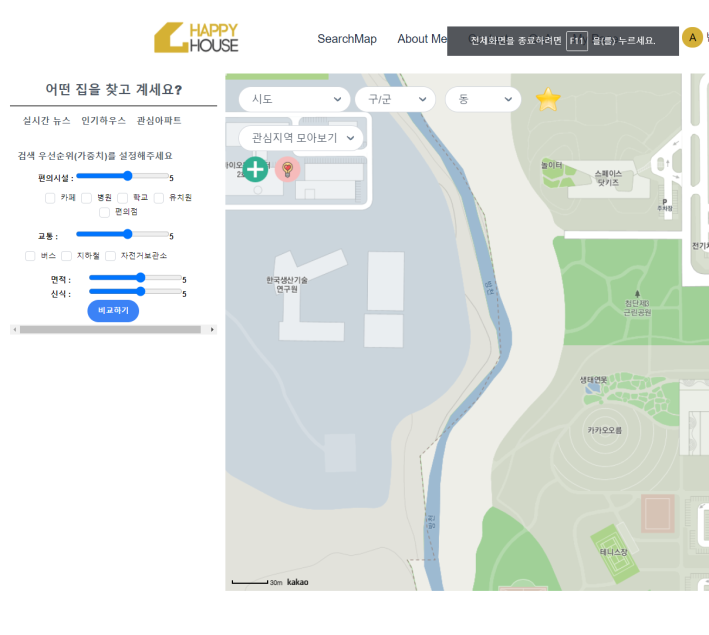 HAPPY
HOUSE
SearchMap
About Me
전체화면을 종료하려면 F11 을(를) 누르세요.
A
어떤 집을 찾고 계세요?
실시간 뉴스 인기하우스 관심아파트
검색 우선순위(가중치)를 설정해주세요
편의시설 : 5
카페 병원 학교 유치원
편의점
교통 : 5
버스 지하철 자전거보관소
면적 : 5
신식 : 5
비교하기
시도 구/군 동
관심지역 모아보기
놀이터
스페이스
닷키즈
P
주차장
한국생산기술
연구원
첨단제3
근린공원
생태연못
카카오오름
테니스장
30m kakao